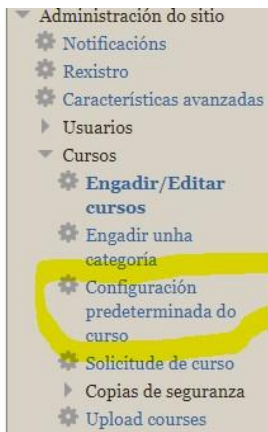 Administración do sitio
Notificacións
Rexistro
Características avanzadas
Usuarios
Cursos
Engadir/Editar
cursos
Engadir unha
categoría
Configuración
predeterminada do
curso
Solicitude de curso
Copias de seguranza
Upload courses